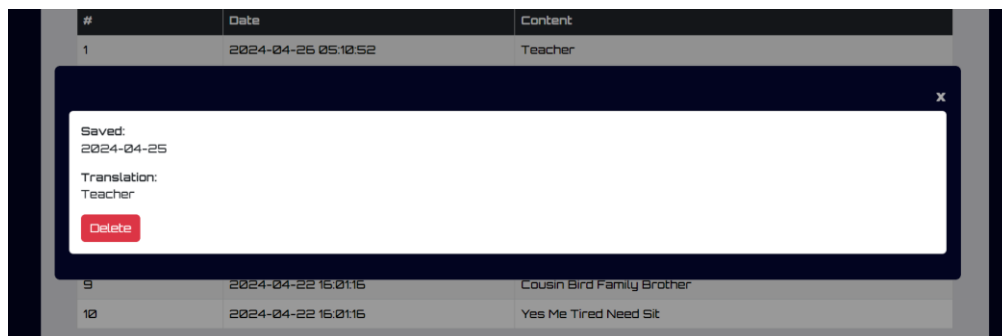 # Date Content
1 2024-04-26 05:10:52 Teacher
x
Saved:
2024-04-25
Translation:
Teacher
Delete
9 2024-04-22 16:01:16 Cousin Bird Family Brother
10 2024-04-22 16:01:16 Yes Me Tired Need Sit